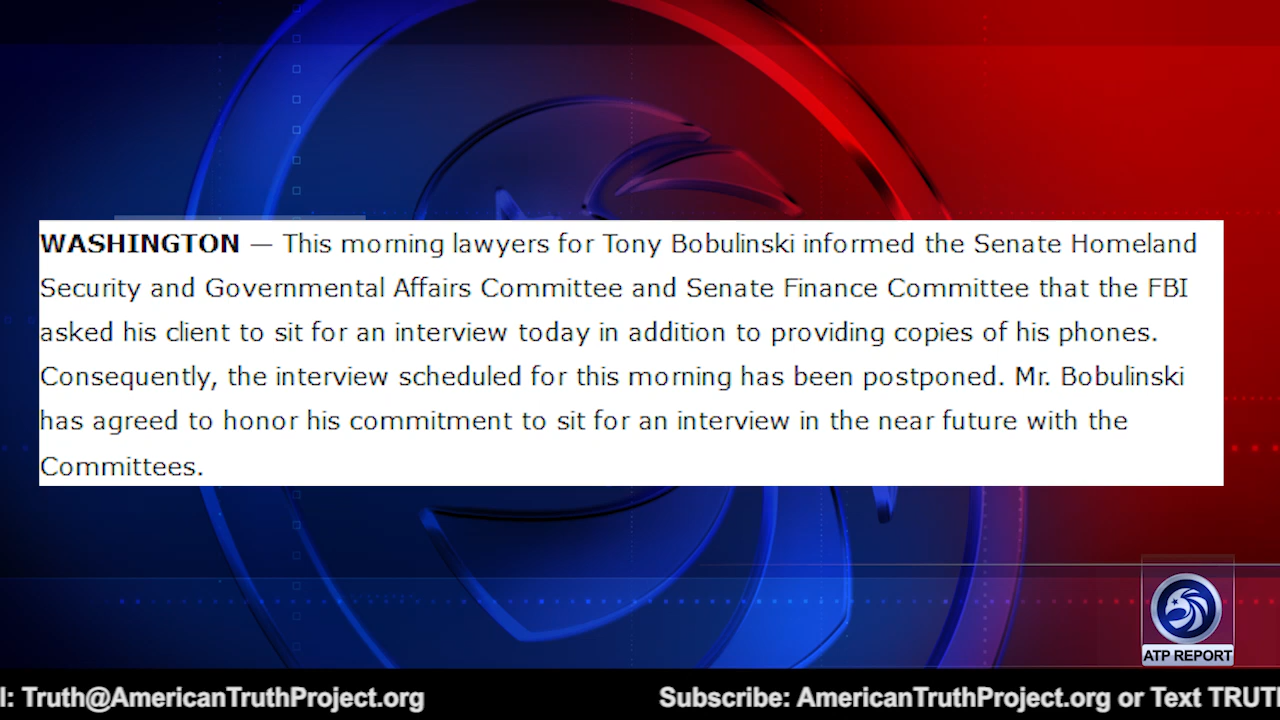 WASHINGTON — This morning lawyers for Tony Bobulinski informed the Senate Homeland
Security and Governmental Affairs Committee and Senate Finance Committee that the FBI
asked his client to sit for an interview today in addition to providing copies of his phones.
Consequently, the interview scheduled for this morning has been postponed. Mr. Bobulinski
has agreed to honor his commitment to sit for an interview in the near future with the
Committees.
ATP REPORT
l: Truth@AmericanTruthProject.org Subscribe: AmericanTruthProject.org or Text